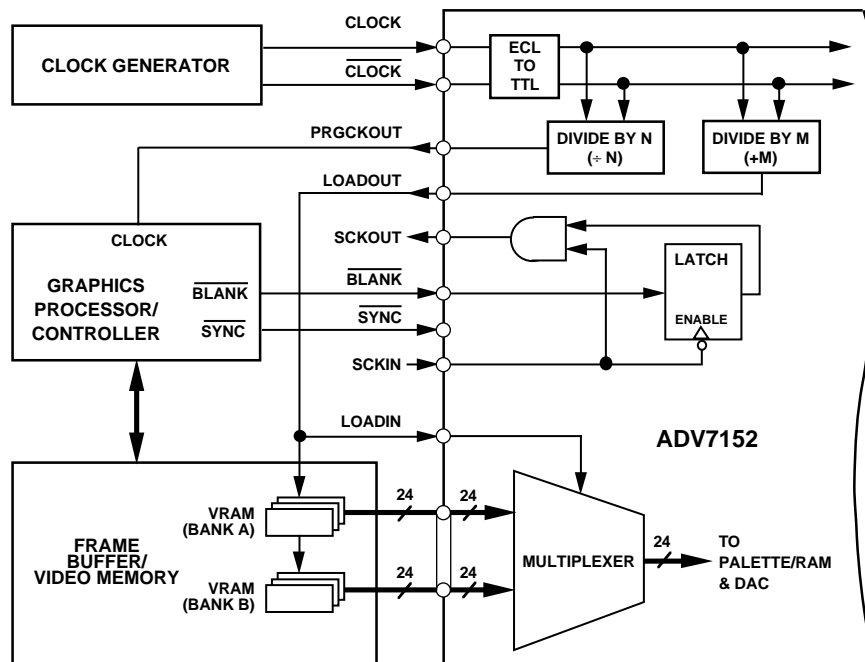 CLOCK
CLOCK GENERATOR
CLOCK
ECL
TO
TTL
PRGCKOUT
DIVIDE BY N
(÷ N)
DIVIDE BY M
(+M)
LOADOUT
CLOCK
GRAPHICS
PROCESSOR/
CONTROLLER
BLANK
SYNC
SCKOUT
BLANK
SYNC
SCKIN
LATCH
ENABLE
LOADIN
ADV7152
FRAME
BUFFER/
VIDEO MEMORY
VRAM
(BANK A)
24
24
VRAM
(BANK B)
24
24
MULTIPLEXER
24
TO
PALETTE/RAM
& DAC